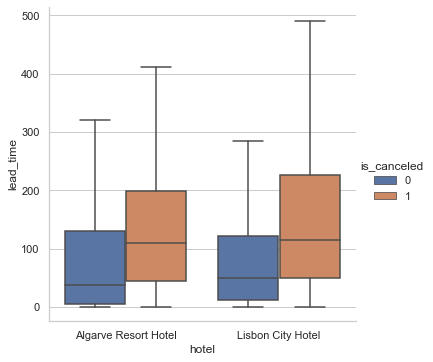 500
400
300
200
100
0
lead_time
Algarve Resort Hotel
Lisbon City Hotel
hotel
is_canceled
0
1